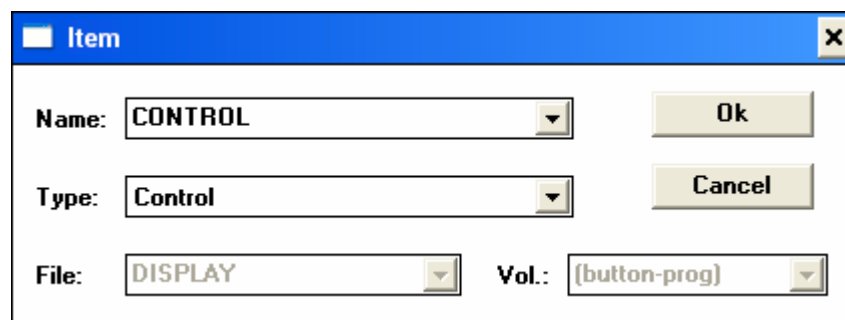 Item
Name: CONTROL Ok
Type: Control Cancel
File: DISPLAY Vol.: (button-prog)